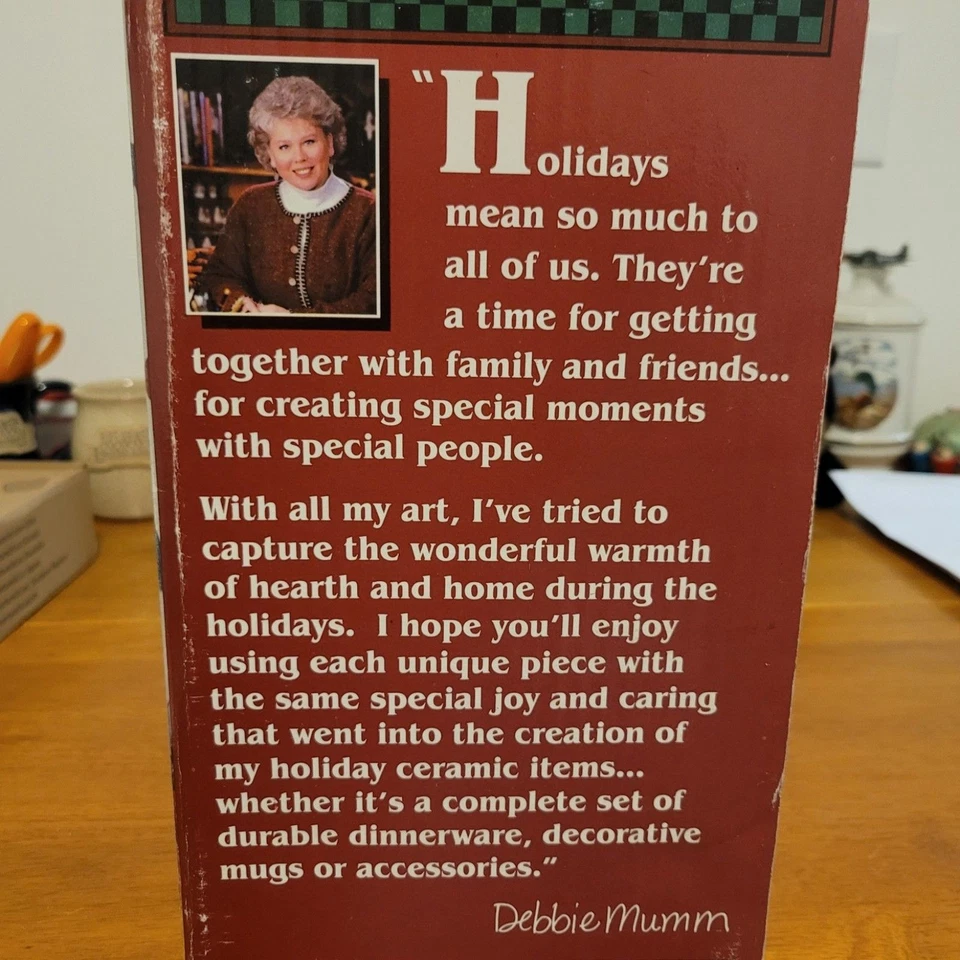 "Holidays
mean so much to
all of us. They're
a time for getting
together with family and friends...
for creating special moments
with special people.
With all my art, I've tried to
capture the wonderful warmth
of hearth and home during the
holidays. I hope you'll enjoy
using each unique piece with
the same special joy and caring
that went into the creation of
my holiday ceramic items...
whether it's a complete set of
durable dinnerware, decorative
mugs or accessories."
Debbie Mumm